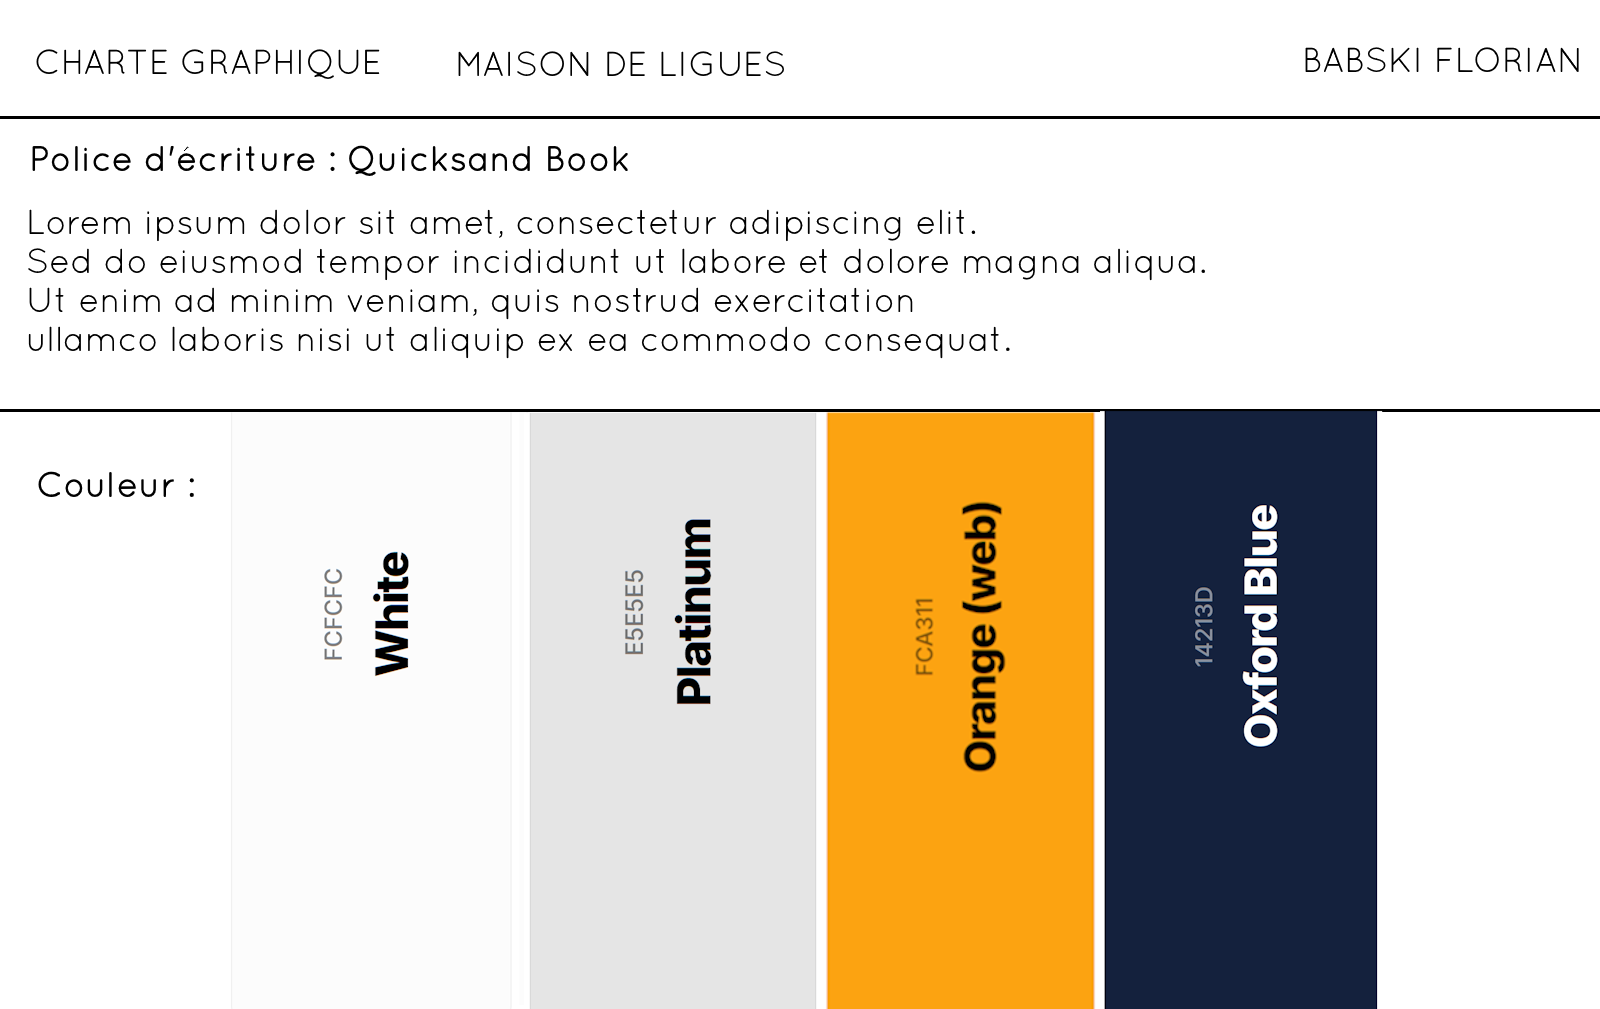 CHARTE GRAPHIQUE
MAISON DE LIGUES
BABSKI FLORIAN
Police d'écriture : Quicksand Book
Lorem ipsum dolor sit amet, consectetur adipiscing elit.
Sed do eiusmod tempor incididunt ut labore et dolore magna aliqua.
Ut enim ad minim veniam, quis nostrud exercitation
ullamco laboris nisi ut aliquip ex ea commodo consequat.
Couleur :
FCFCFC
White
E5E5E5
Platinum
FCA311
Orange (web)
14213D
Oxford Blue